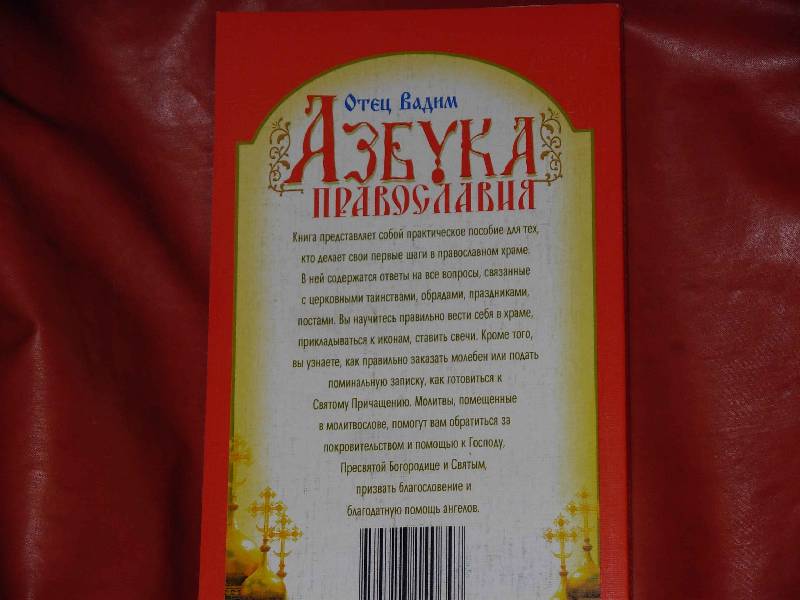 Отец Вадим
Азбука
православия
Книга представляет собой практическое пособие для тех,
кто делает свои первые шаги в православном храме.
В ней содержатся ответы на все вопросы, связанные
с церковными таинствами, обрядами, праздниками,
постами. Вы научитесь правильно вести себя в храме,
прикладываться к иконам, ставить свечи. Кроме того,
вы узнаете, как правильно заказать молебен или подать
поминальную записку, как готовиться к
Святому Причащению. Молитвы, помещенные
в молитвослове, помогут вам обратиться за
покровительством и помощью к Господу,
Пресвятой Богородице и Святым,
призвать благословение и
благодатную помощь ангелов.